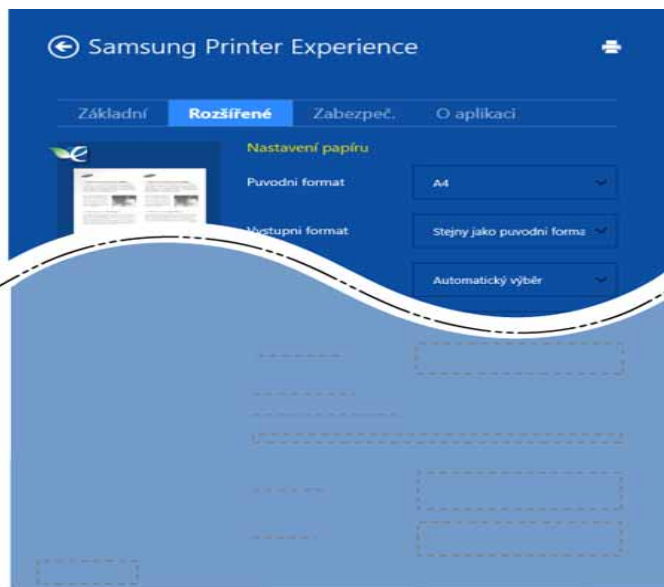 Samsung Printer Experience
Základní Rozšířené Zabezpeč. O aplikaci
Nastavení papíru
Puvodni format A4
Vystupni format Stejny jako puvodni forma
Automatický výběr